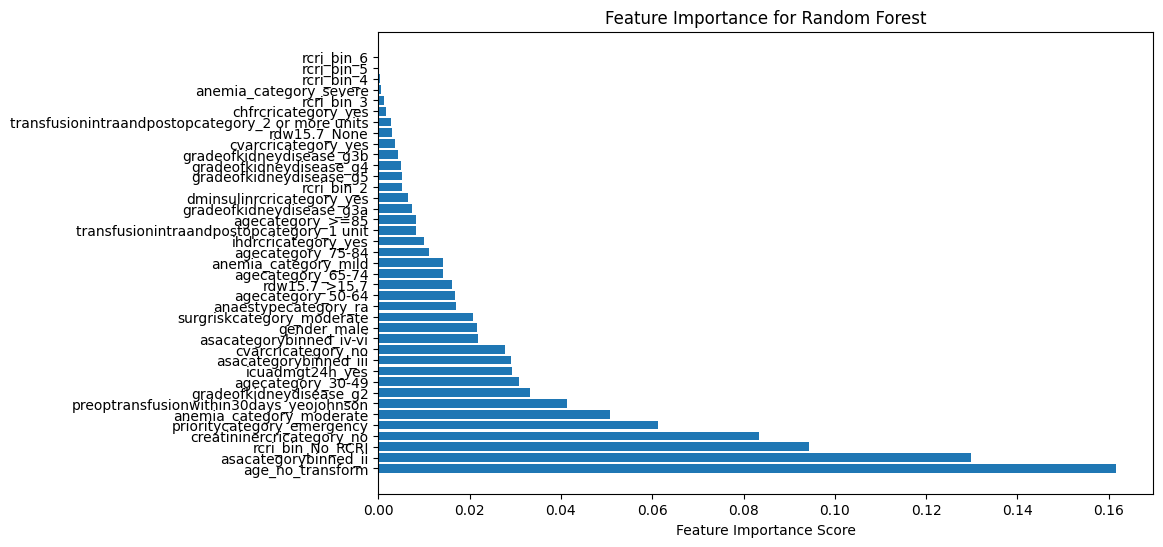 Feature Importance for Random Forest
rcri_bin_6
rcri_bin_5
rcri_bin_4
anemia_category_severe
rcri_bin_3
chfrcricategory_yes
transfusionintraandpostopcategory_2 or more units
rdw15.7_None
cvarcricategory_yes
gradeofkidneydisease_g3b
gradeofkidneydisease_g4
gradeofkidneydisease_g5
rcri_bin_2
dminsulinrcricategory_yes
gradeofkidneydisease_g3a
agecategory_>=85
transfusionintraandpostopcategory_1 unit
ihdrcricategory_yes
agecategory_75-84
anemia_category_mild
agecategory_65-74
rdw15.7_>15.7
agecategory_50-64
anaestypecategory_ra
surgriskcategory_moderate
gender_male
asacategorybinned_iv-vi
cvarcricategory_no
asacategorybinned_iii
icuadmgt24h_yes
agecategory_30-49
gradeofkidneydisease_g2
preoptransfusionwithin30days_yeojohnson
anemia_category_moderate
prioritycategory_emergency
creatininercricategory_no
rcri_bin_No_RCRI
asacategorybinned_ii
age_no_transform
0.00 0.02 0.04 0.06 0.08 0.10 0.12 0.14 0.16
Feature Importance Score